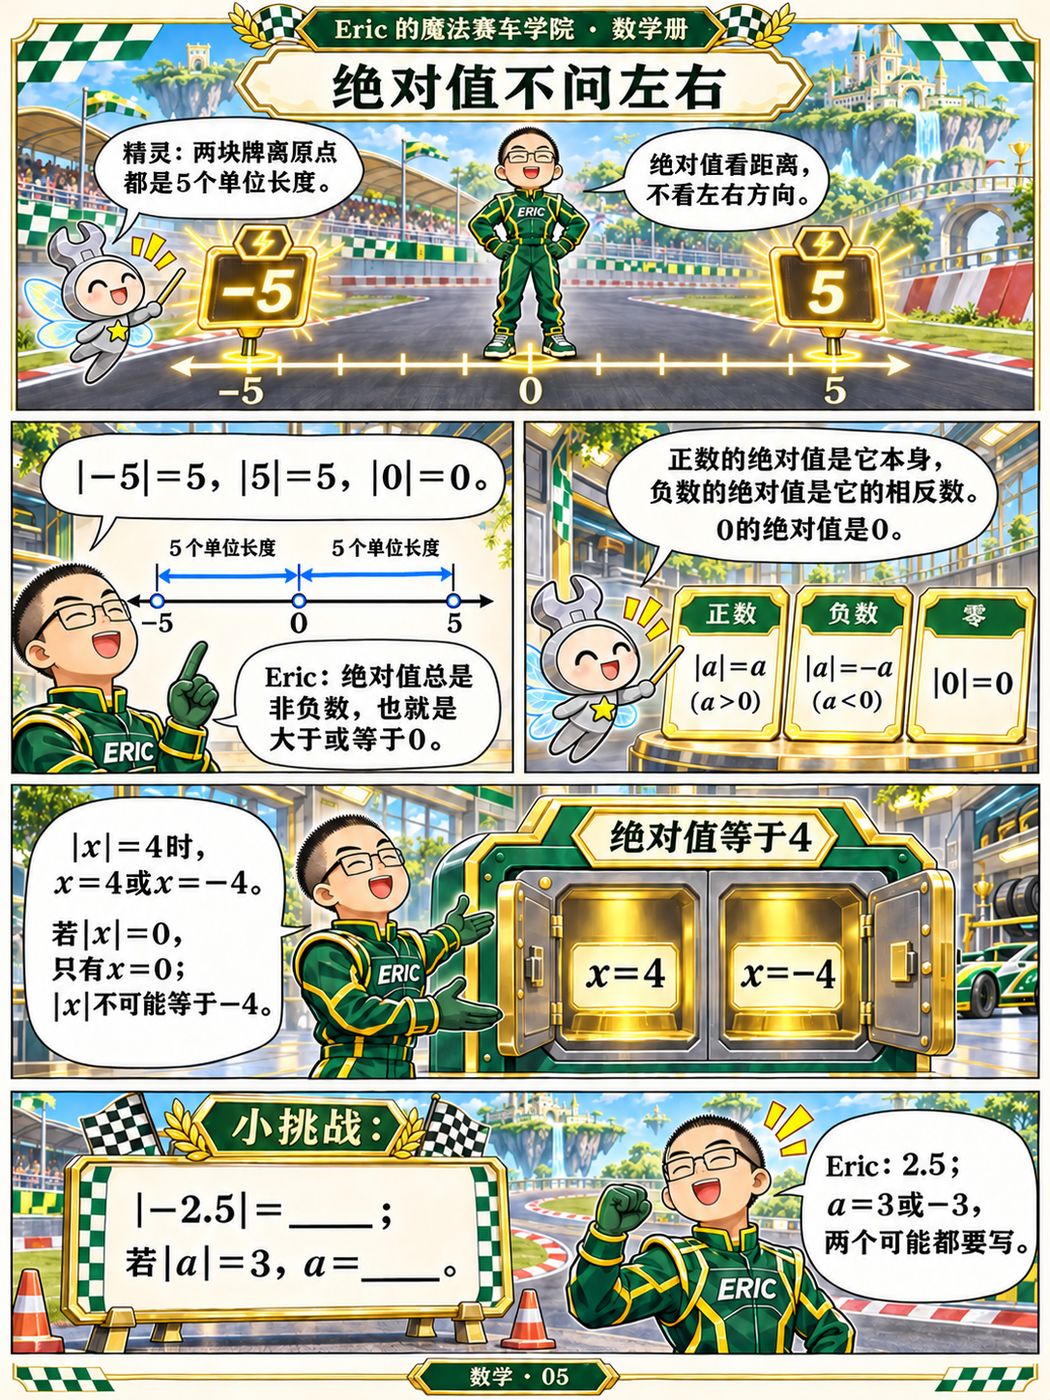 Eric 的魔法赛车学院 · 数学册
绝对值不问左右
精灵：两块牌离原点
都是5个单位长度。
绝对值看距离，
不看左右方向。
ERIC
-5
5
-5
0
5
|-5|=5，|5|=5，|0|=0。
5个单位长度
5个单位长度
-5
0
5
Eric：绝对值总是
非负数，也就是
大于或等于0。
ERIC
正数的绝对值是它本身，
负数的绝对值是它的相反数。
0的绝对值是0。
正数
|a|=a
(a>0)
负数
|a|=-a
(a<0)
零
|0|=0
|x|=4时，
x=4或x=-4。
若|x|=0，
只有x=0；
|x|不可能等于-4。
ERIC
绝对值等于4
x=4
x=-4
小挑战：
|-2.5|=____；
若|a|=3，a=____。
Eric：2.5；
a=3或-3，
两个可能都要写。
ERIC
数学 · 05